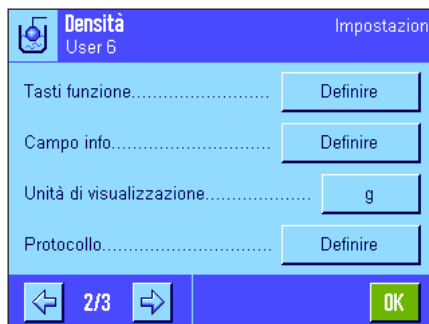 Densità
Impostazion
User 6
Tasti funzione......................... Definire
Campo info............................. Definire
Unità di visualizzazione................... g
Protocollo.............................. Definire
2/3
OK